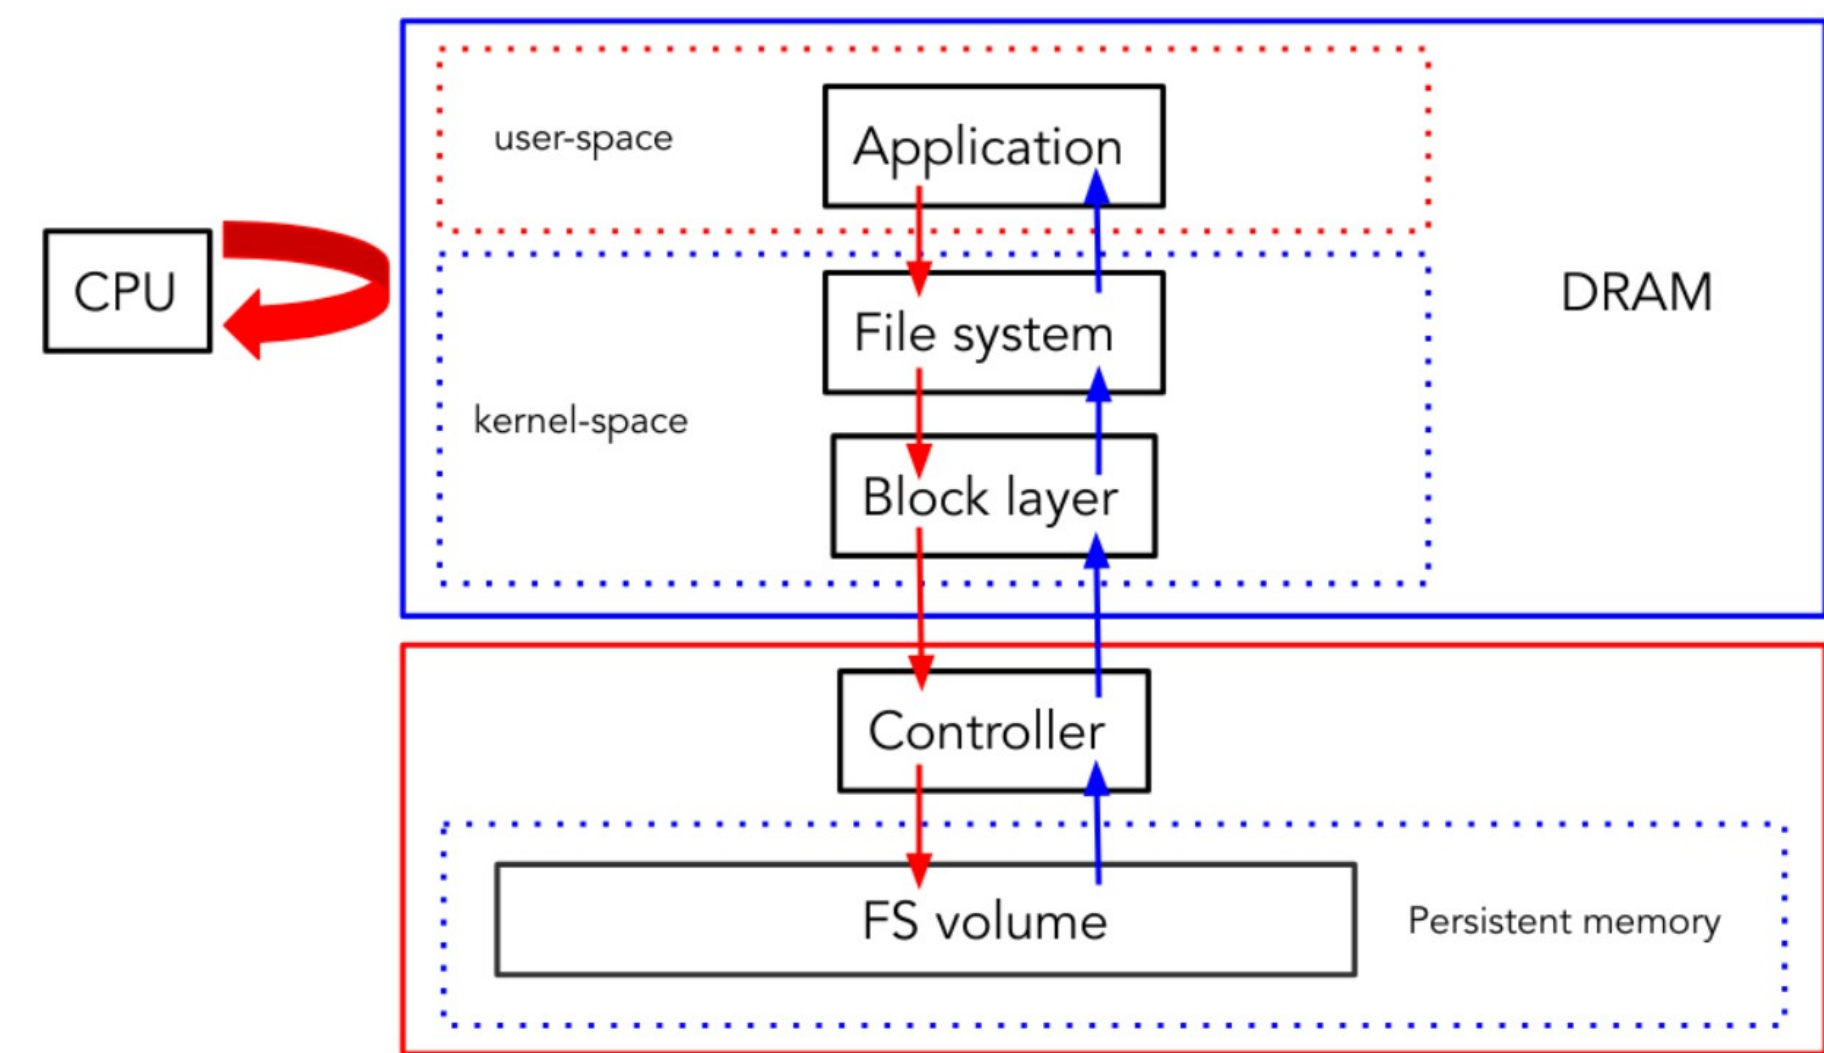 user-space
Application
CPU
File system
DRAM
kernel-space
Block layer
Controller
FS volume
Persistent memory